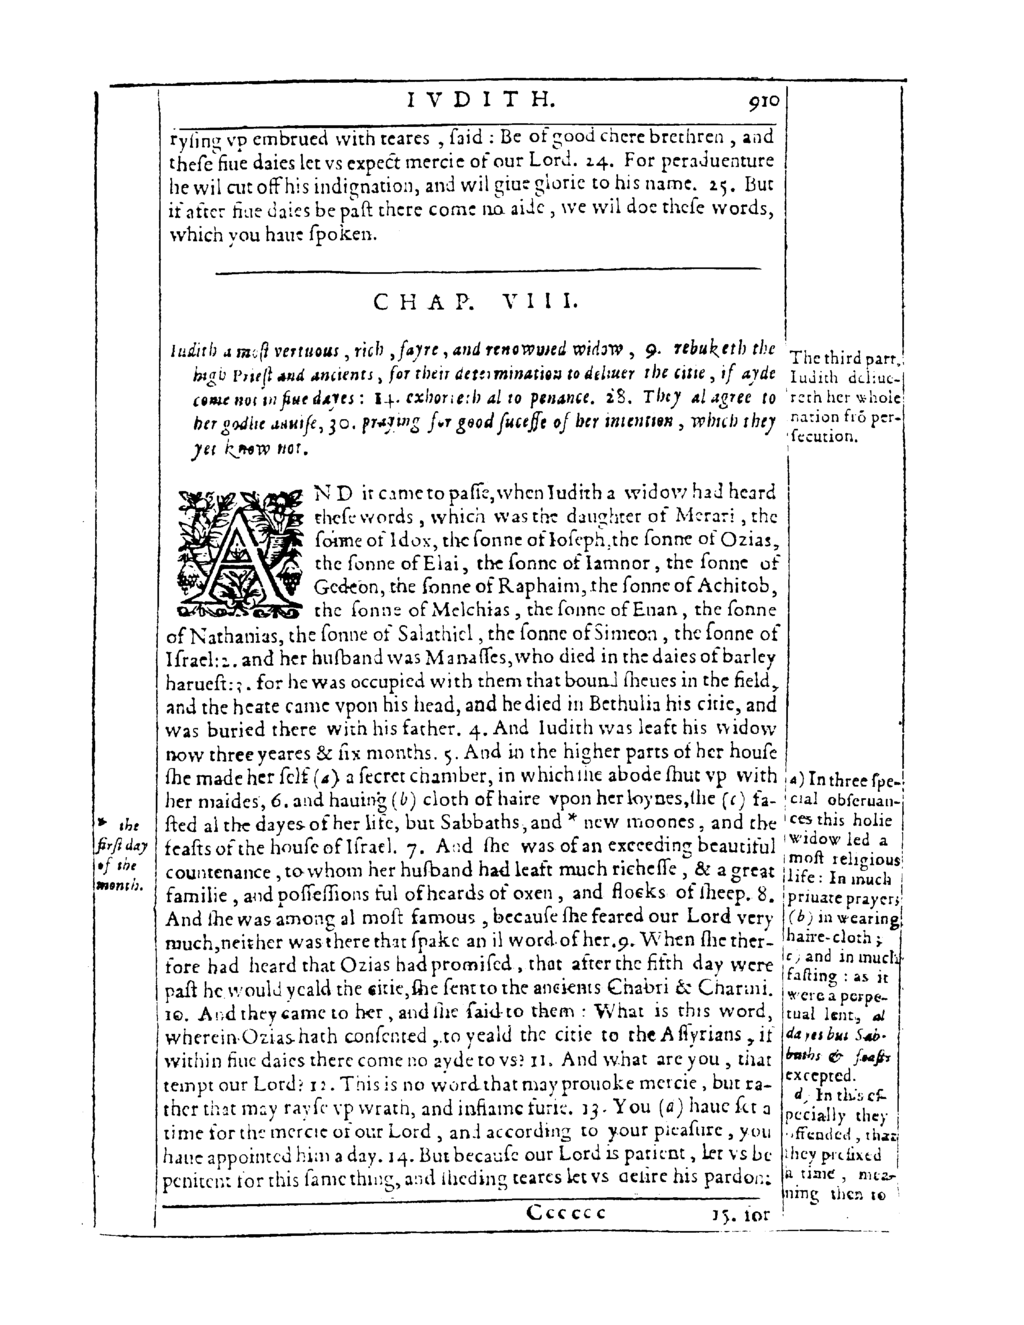 IVDITH. 910
ryſing vp embrued with teares , ſaid : Be of good chere brethren , and
theſe fiue daies let vs expect mercie of our Lord. 24. For peraduenture
he wil cut off his indignation, and wil giue glorie to his name. 25. But
if after fiue daies be paſt there come no aide , we wil doe theſe words,
which you haue ſpoken.
CHAP. VIII.
Iudith a moſt vertuous , rich , fayre , and renowmed widow , 9. rebuketh the
high Prieſt and ancients , for their determination to deliuer the citie , if ayde
come not in fiue dayes : 14. exhorteth al to penance. 28. They al agree to
her godlie aduiſe, 30. praying for good ſucceſſe of her intention , which they
yet know not.
The third part.
Iudith deliue-
reth her whole
nation frõ per-
ſecution.
AND it came to paſſe, when Iudith a widow had heard
theſe words , which was the daughter of Merari , the
ſonne of Idox, the ſonne of Ioſeph, the ſonne of Ozias,
the ſonne of Elai , the ſonne of Iamnor , the ſonne of
Gedeon, the ſonne of Raphaim, the ſonne of Achitob,
the ſonne of Melchias , the ſonne of Enan , the ſonne
of Nathanias, the ſonne of Salathiel , the ſonne of Simeon , the ſonne of
Iſrael: 2. and her huſband was Manaſſes, who died in the daies of barley
harueſt: 3. for he was occupied with them that bound ſheues in the field,
and the heate came vpon his head, and he died in Bethulia his citie, and
was buried there with his father. 4. And Iudith was leaft his widow
now three yeares & ſix months. 5. And in the higher parts of her houſe
ſhe made her ſelf (a) a ſecret chamber, in which ſhe abode ſhut vp with
her maides, 6. and hauing (b) cloth of haire vpon her loynes, ſhe (c) fa-
ſted al the dayes of her life, but Sabbaths, and * new moones , and the
feaſts of the houſe of Iſrael. 7. And ſhe was of an exceeding beautiful
countenance , to whom her huſband had leaft much richeſſe , & a great
familie , and poſſeſſions ful of heards of oxen , and flocks of ſheep. 8.
And ſhe was among al moſt famous , becauſe ſhe feared our Lord very
much, neither was there that ſpake an il word of her. 9. When ſhe ther-
fore had heard that Ozias had promiſed , that after the fifth day were
paſt he would yeald the citie, ſhe ſent to the ancients Chabri & Charmi.
10. And they came to her , and ſhe ſaid to them : What is this word,
wherein Ozias hath conſented , to yeald the citie to the Aſſyrians , if
within fiue daies there come no ayde to vs? 11. And what are you , that
tempt our Lord? 12. This is no word that may prouoke mercie , but ra-
ther that may rayſe vp wrath, and inflame furie. 13. You (a) haue ſet a
time for the mercie of our Lord , and according to your pleaſure , you
haue appointed him a day. 14. But becauſe our Lord is patient , let vs be
penitent for this ſame thing, and ſheding teares let vs deſire his pardon:
* the
firſt day
of the
month.
a) In three ſpe-
cial obſeruan-
ces this holie
widow led a
moſt religious
life: In much
priuate prayer;
(b) in wearing
haire-cloth ;
c) and in much
faſting : as it
were a perpe-
tual lent, al
dayes but Sab-
baths & feaſts
excepted.
d, In this eſ-
pecially they
offended , that
they prefixed
a time , mea-
ning then to
Cccccc 15. for